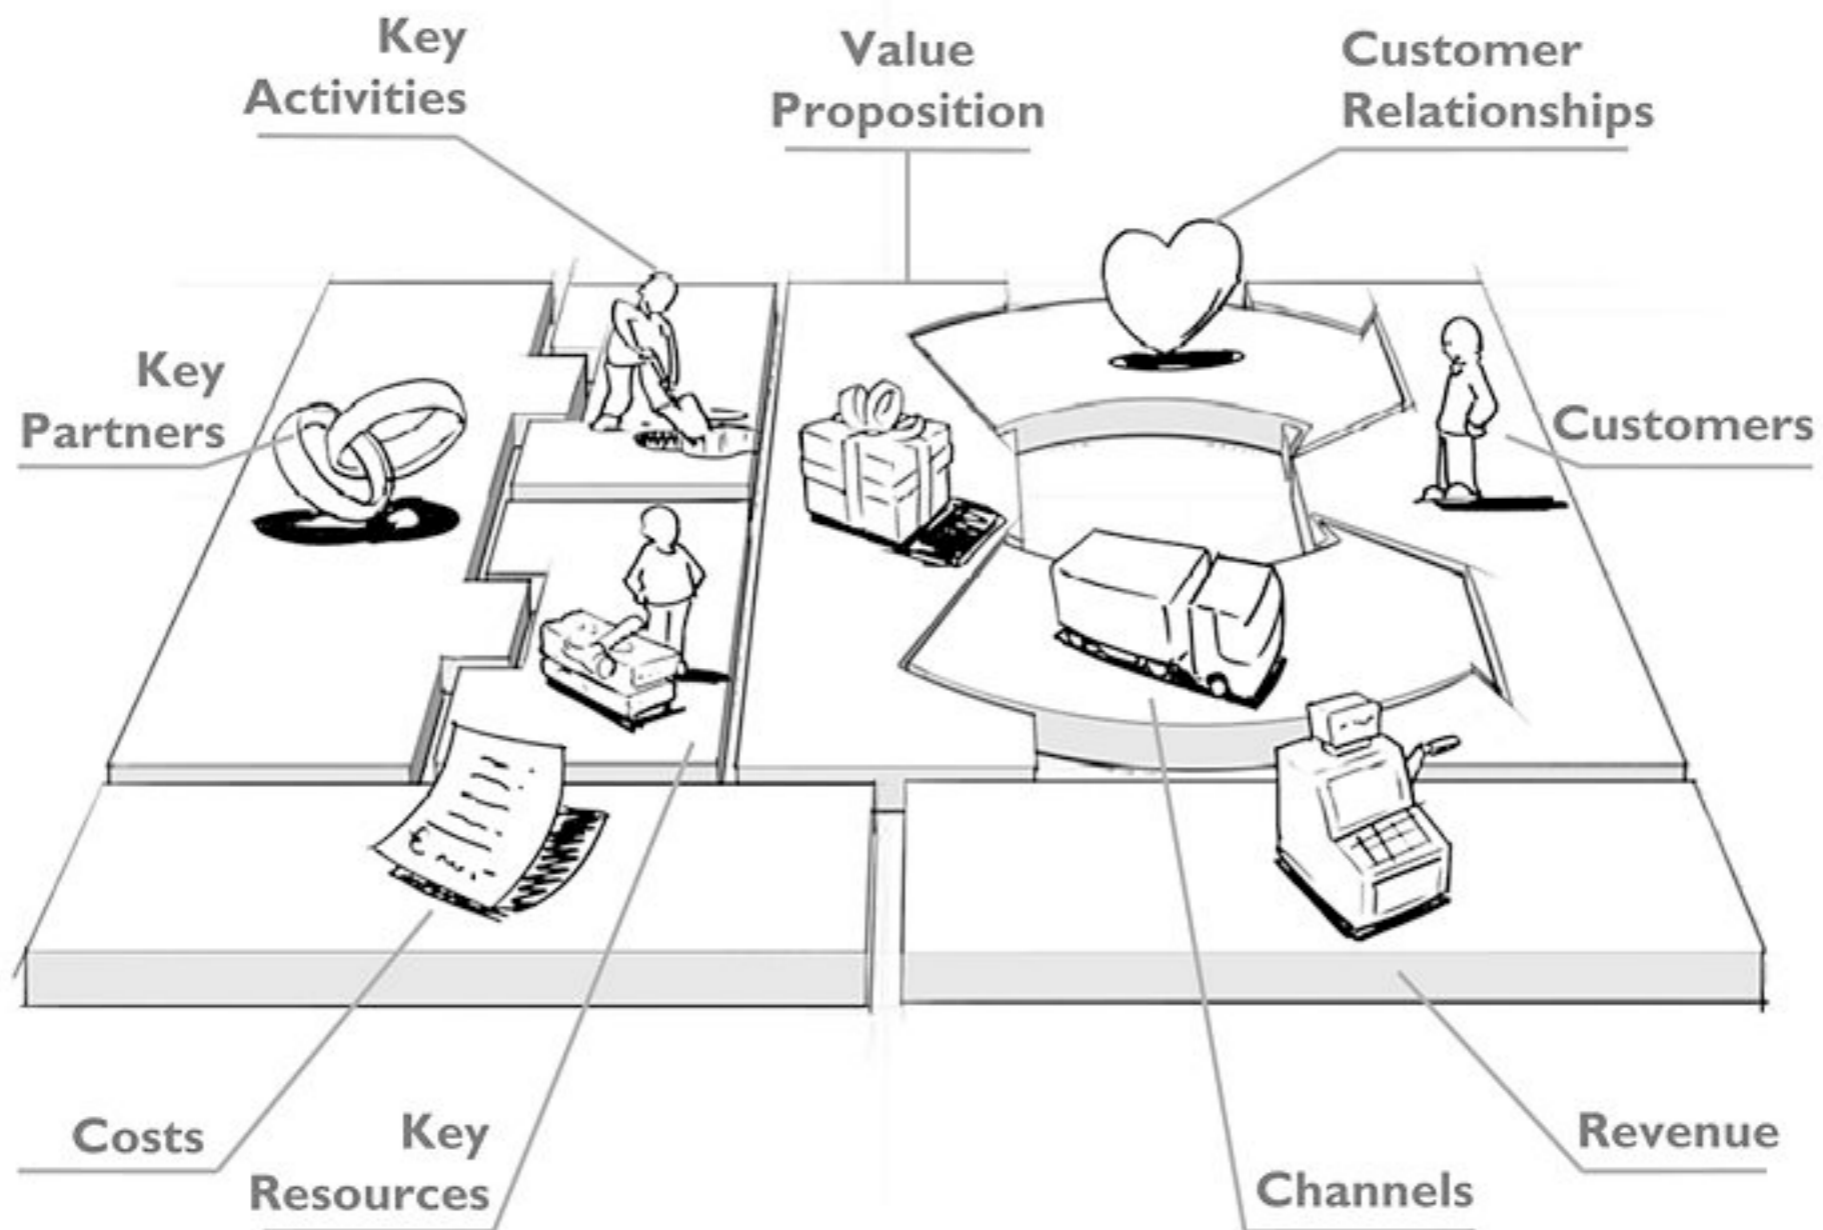 Key
Activities
Value
Proposition
Customer
Relationships
Key
Partners
Customers
Costs
Key
Resources
Channels
Revenue